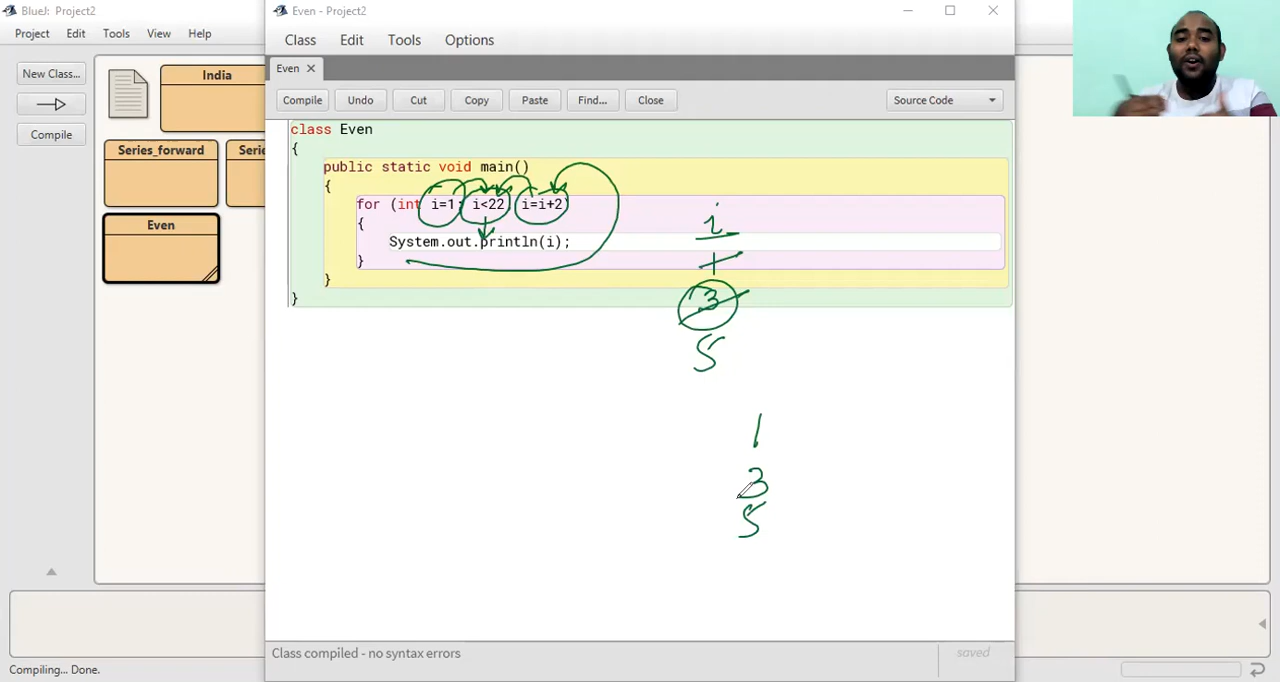 BlueJ: Project2
Project Edit Tools View Help
New Class...
Compile
India
Series_forward
Serie
Even
Compiling... Done.
Even - Project2
Class Edit Tools Options
Even
Compile Undo Cut Copy Paste Find... Close Source Code
class Even
{
public static void main()
{
for (int i=1; i<22; i=i+2)
{
System.out.println(i);
}
}
}
i
1
3
5
1
3
5
Class compiled - no syntax errors
saved